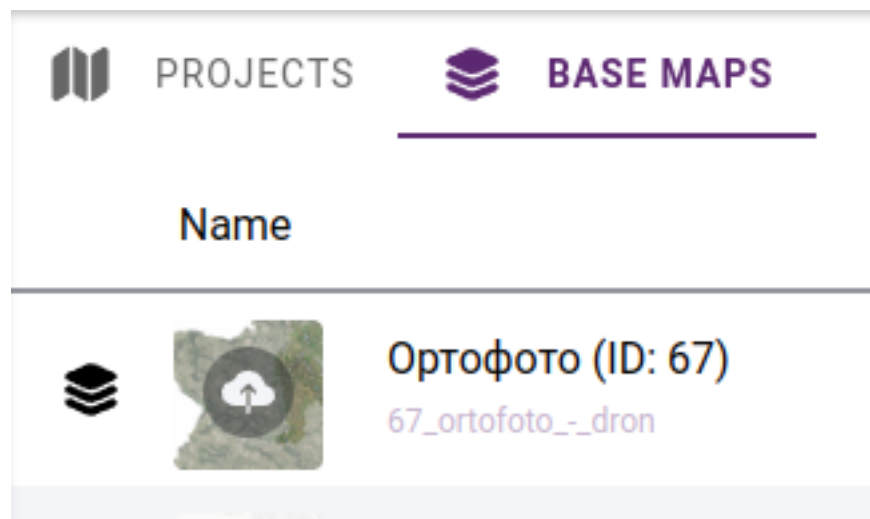 PROJECTS
BASE MAPS
Name
Ортофото (ID: 67)
67_ortofoto_-_dron